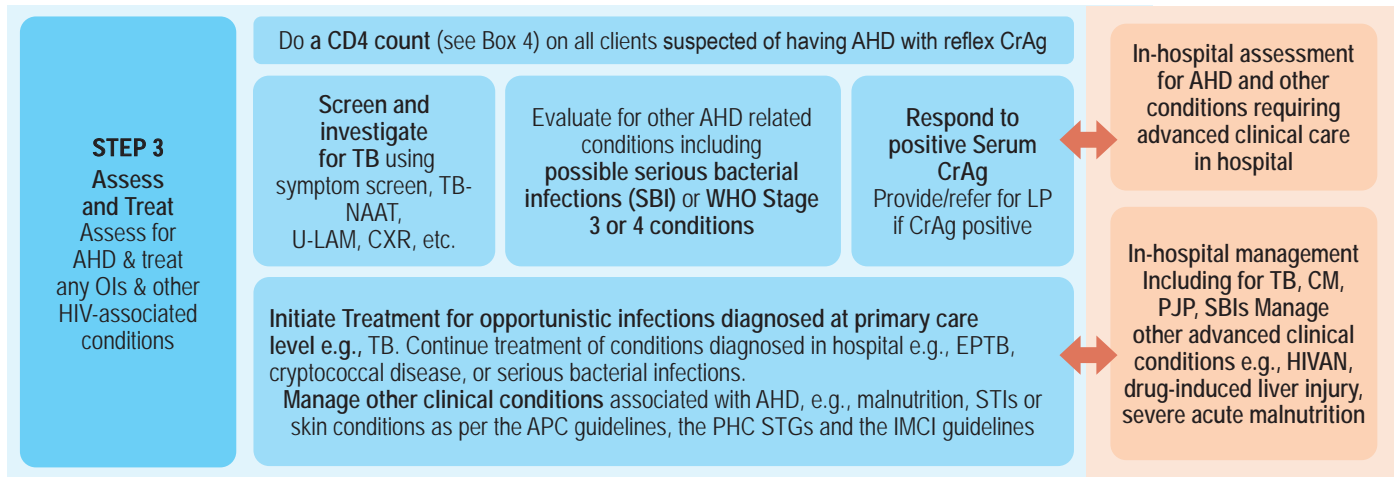 STEP 3
Assess
and Treat
Assess for
AHD & treat
any OIs & other
HIV-associated
conditions
Do a CD4 count (see Box 4) on all clients suspected of having AHD with reflex CrAg
Screen and
investigate
for TB using
symptom screen, TB-
NAAT,
U-LAM, CXR, etc.
Evaluate for other AHD related
conditions including
possible serious bacterial
infections (SBI) or WHO Stage
3 or 4 conditions
Respond to
positive Serum
CrAg
Provide/refer for LP
if CrAg positive
Initiate Treatment for opportunistic infections diagnosed at primary care
level e.g., TB. Continue treatment of conditions diagnosed in hospital e.g., EPTB,
cryptococcal disease, or serious bacterial infections.
Manage other clinical conditions associated with AHD, e.g., malnutrition, STIs or
skin conditions as per the APC guidelines, the PHC STGs and the IMCI guidelines
In-hospital assessment
for AHD and other
conditions requiring
advanced clinical care
in hospital
In-hospital management
Including for TB, CM,
PJP, SBIs Manage
other advanced clinical
conditions e.g., HIVAN,
drug-induced liver injury,
severe acute malnutrition